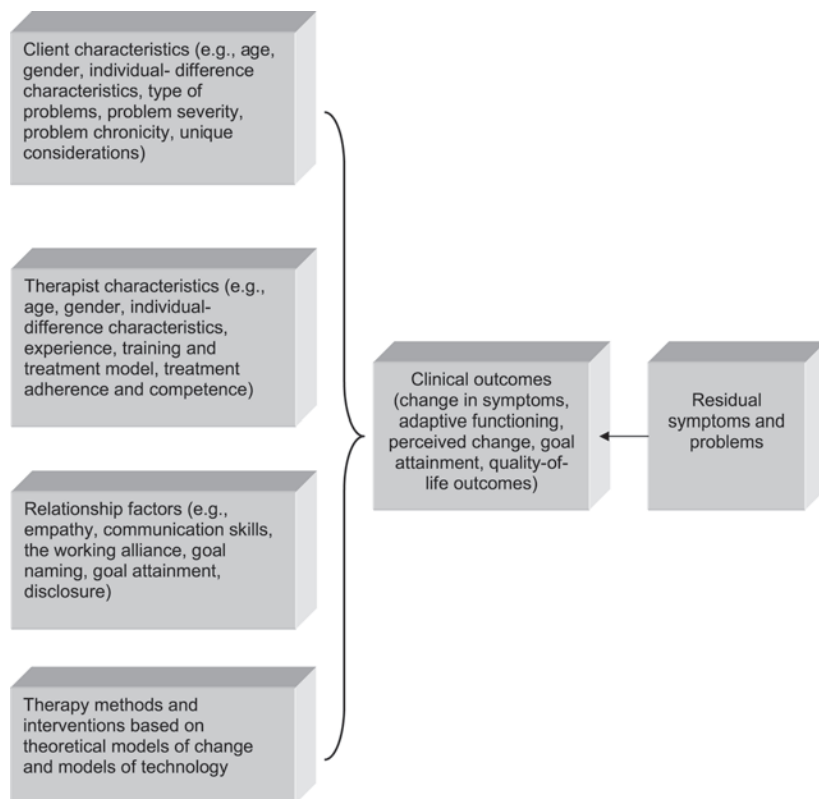 Client characteristics (e.g., age,
gender, individual- difference
characteristics, type of
problems, problem severity,
problem chronicity, unique
considerations)
Therapist characteristics (e.g.,
age, gender, individual-
difference characteristics,
experience, training and
treatment model, treatment
adherence and competence)
Relationship factors (e.g.,
empathy, communication skills,
the working alliance, goal
naming, goal attainment,
disclosure)
Therapy methods and
interventions based on
theoretical models of change
and models of technology
Clinical outcomes
(change in symptoms,
adaptive functioning,
perceived change, goal
attainment, quality-of-
life outcomes)
Residual
symptoms and
problems